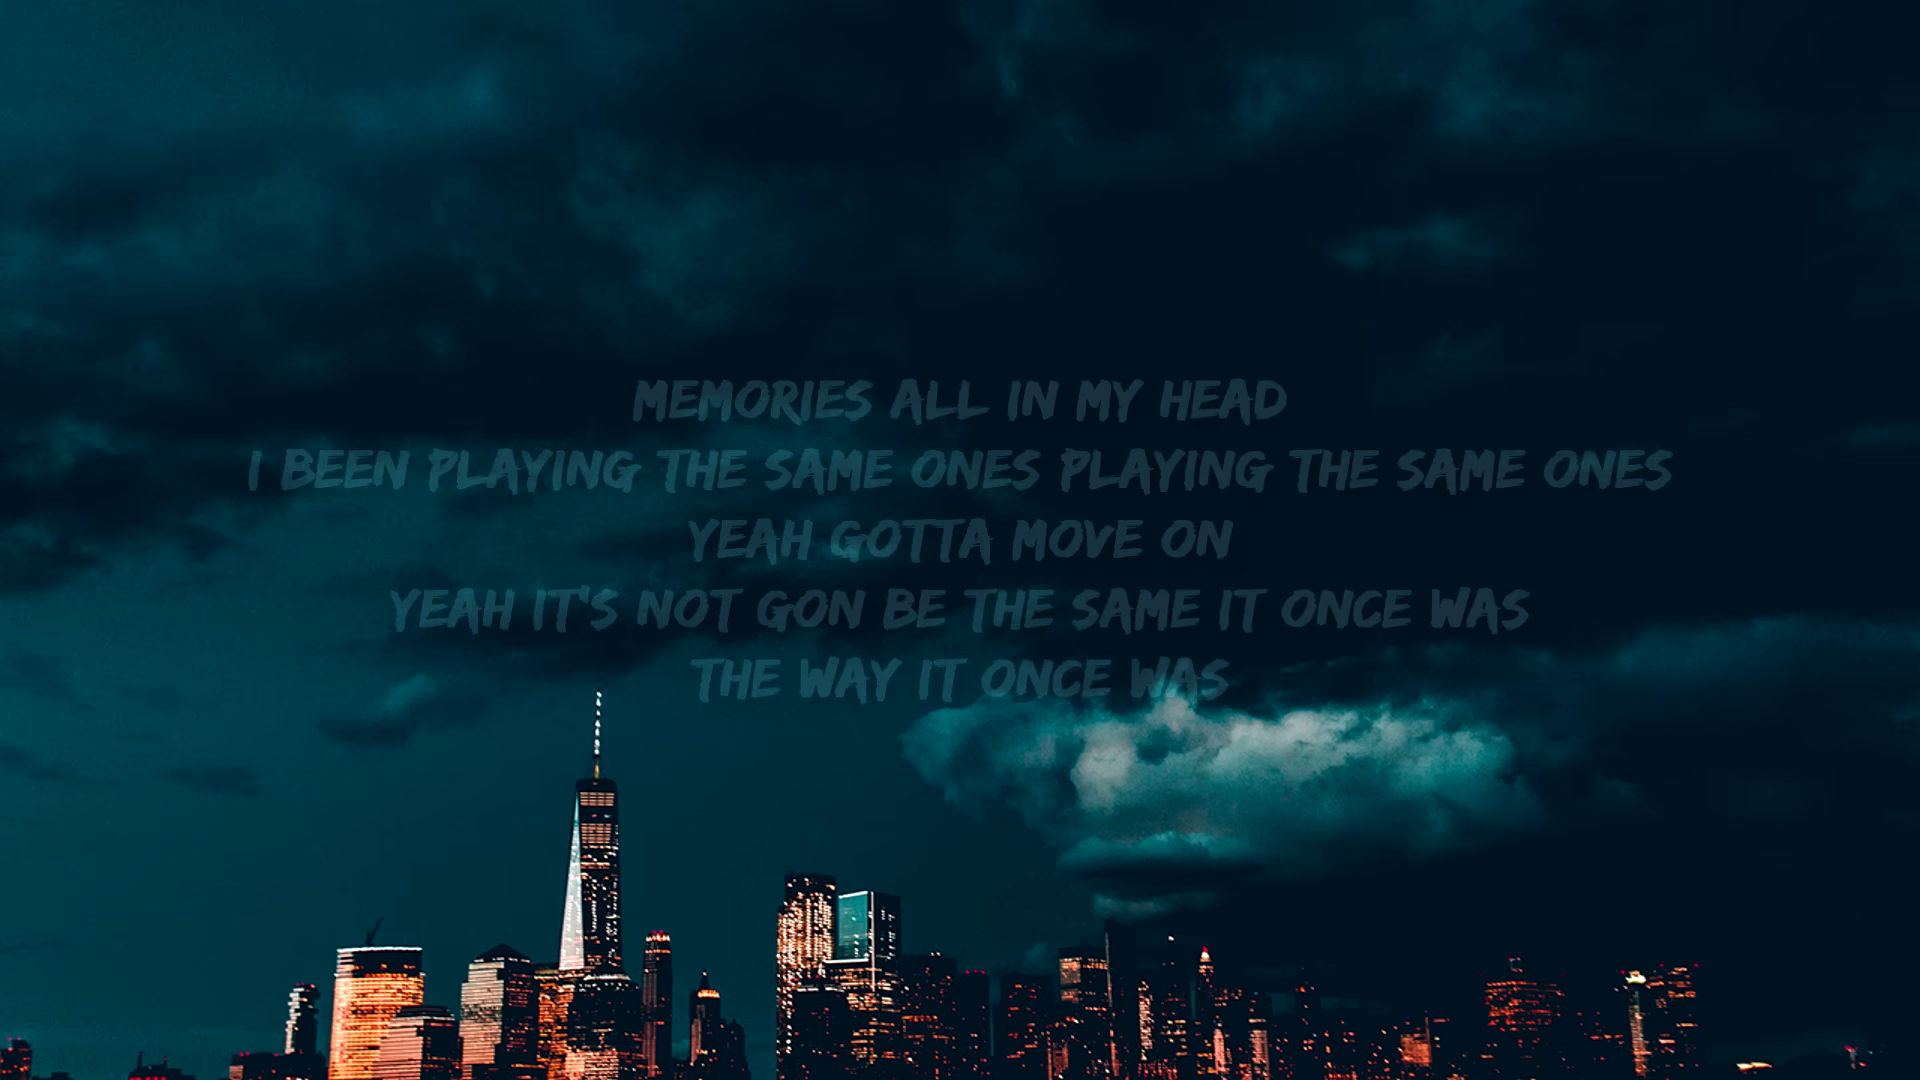 MEMORIES ALL IN MY HEAD
I BEEN PLAYING THE SAME ONES PLAYING THE SAME ONES
YEAH GOTTA MOVE ON
YEAH IT'S NOT GON BE THE SAME IT ONCE WAS
THE WAY IT ONCE WAS